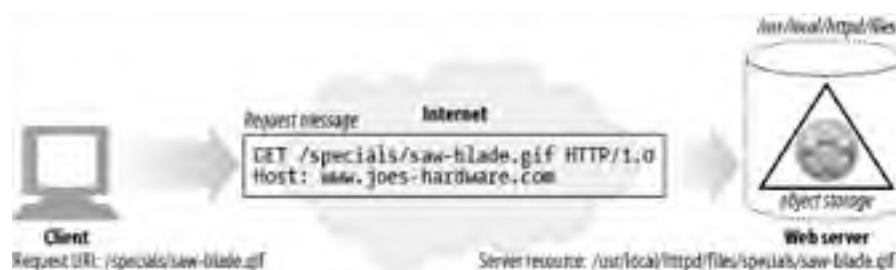 /usr/local/httpd/files
Internet
Request message
GET /specials/saw-blade.gif HTTP/1.0
Host: www.joes-hardware.com
object storage
Client
Web server
Request URI: /specials/saw-blade.gif
Server resource: /usr/local/httpd/files/specials/saw-blade.gif